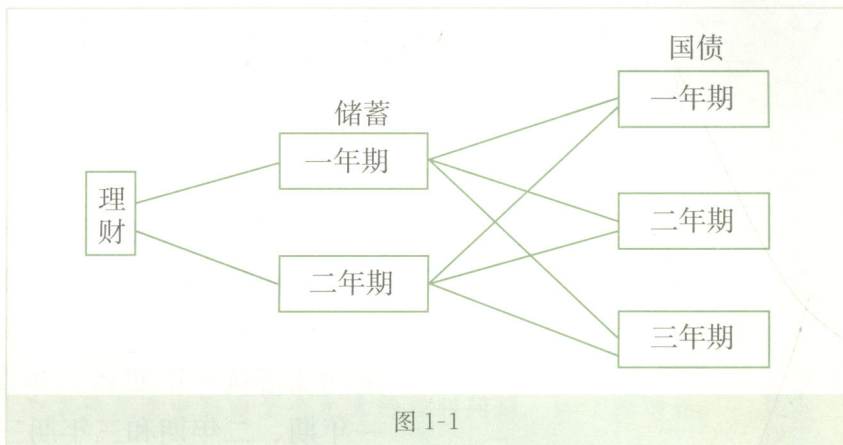 国债
一年期
储蓄
一年期
理财
二年期
二年期
三年期
图 1-1